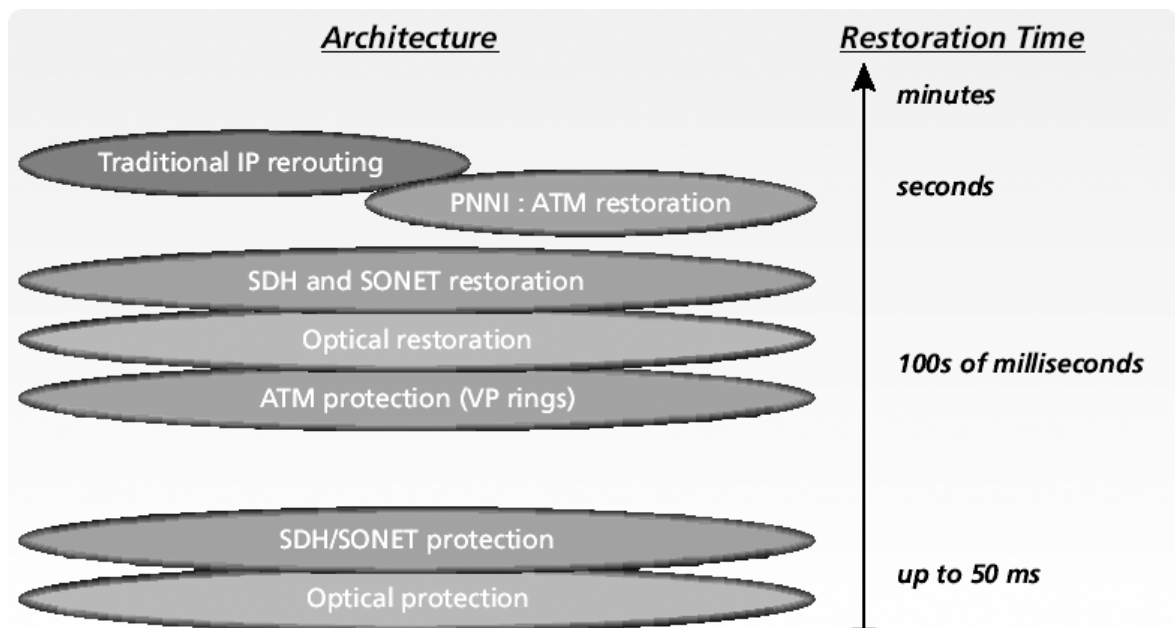 Architecture
Restoration Time
minutes
Traditional IP rerouting
seconds
PNNI : ATM restoration
SDH and SONET restoration
Optical restoration
100s of milliseconds
ATM protection (VP rings)
SDH/SONET protection
up to 50 ms
Optical protection